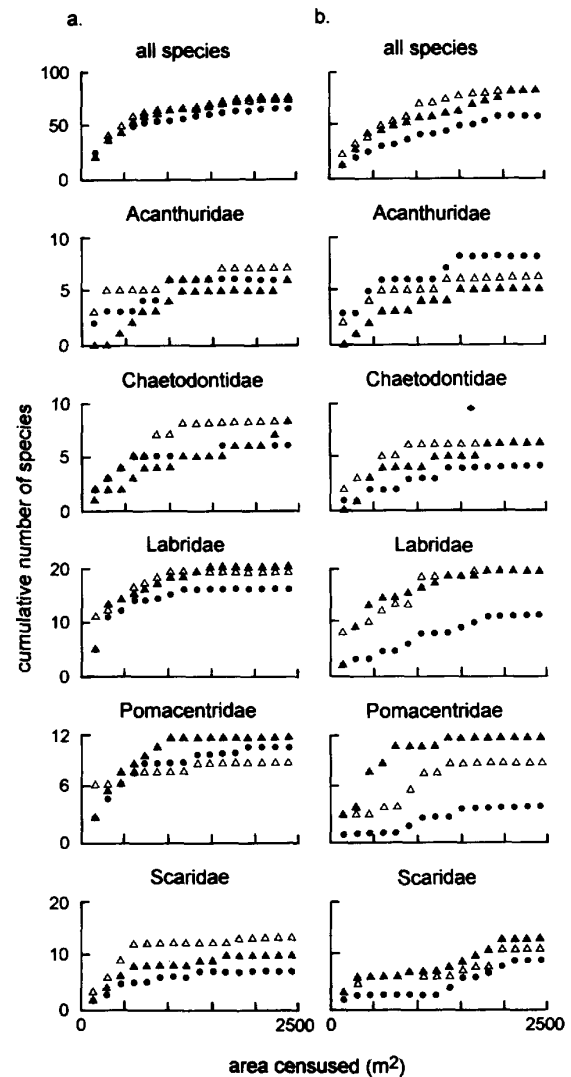 a. b.
all species all species
100
50
0
Acanthuridae Acanthuridae
10
5
0
Chaetodontidae Chaetodontidae
10
5
0
Labridae Labridae
20
10
0
Pomacentridae Pomacentridae
12
6
0
Scaridae Scaridae
20
10
0
0 2500 0 2500
area censused (m²)
cumulative number of species